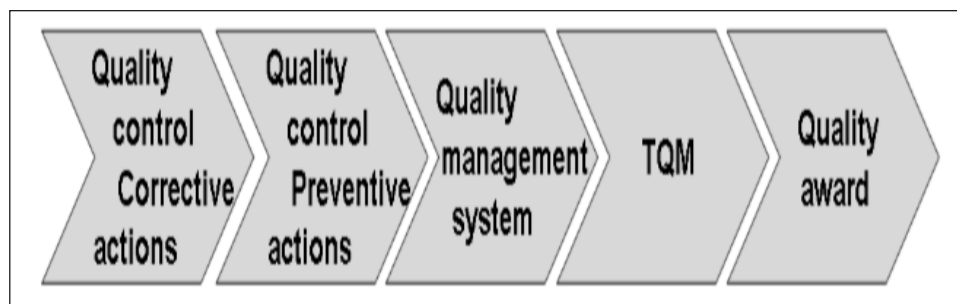 Quality
control
Corrective
actions
Quality
control
Preventive
actions
Quality
management
system
TQM
Quality
award